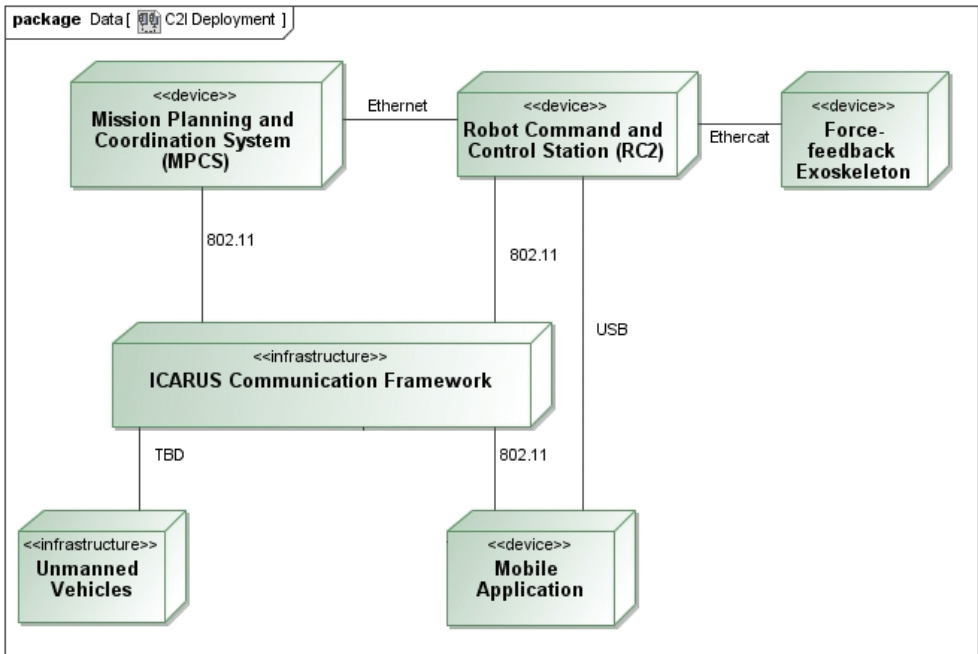 package Data [ C2I Deployment ]
<<device>>
Mission Planning and
Coordination System
(MPCS)
Ethernet
<<device>>
Robot Command and
Control Station (RC2)
Ethercat
<<device>>
Force-
feedback
Exoskeleton
802.11
802.11
USB
<<infrastructure>>
ICARUS Communication Framework
TBD
802.11
<<infrastructure>>
Unmanned
Vehicles
<<device>>
Mobile
Application